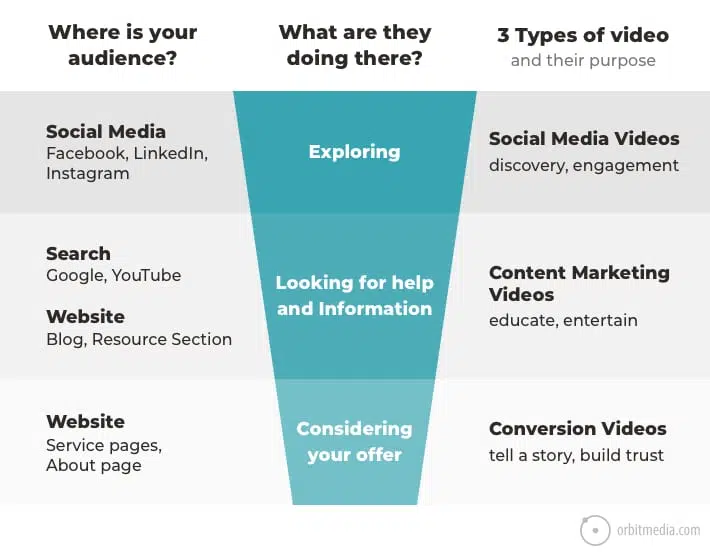 Where is your
audience?
What are they
doing there?
3 Types of video
and their purpose
Social Media
Facebook, LinkedIn,
Instagram
Exploring
Social Media Videos
discovery, engagement
Search
Google, YouTube
Website
Blog, Resource Section
Looking for help
and Information
Content Marketing
Videos
educate, entertain
Website
Service pages,
About page
Considering
your offer
Conversion Videos
tell a story, build trust
orbitmedia.com